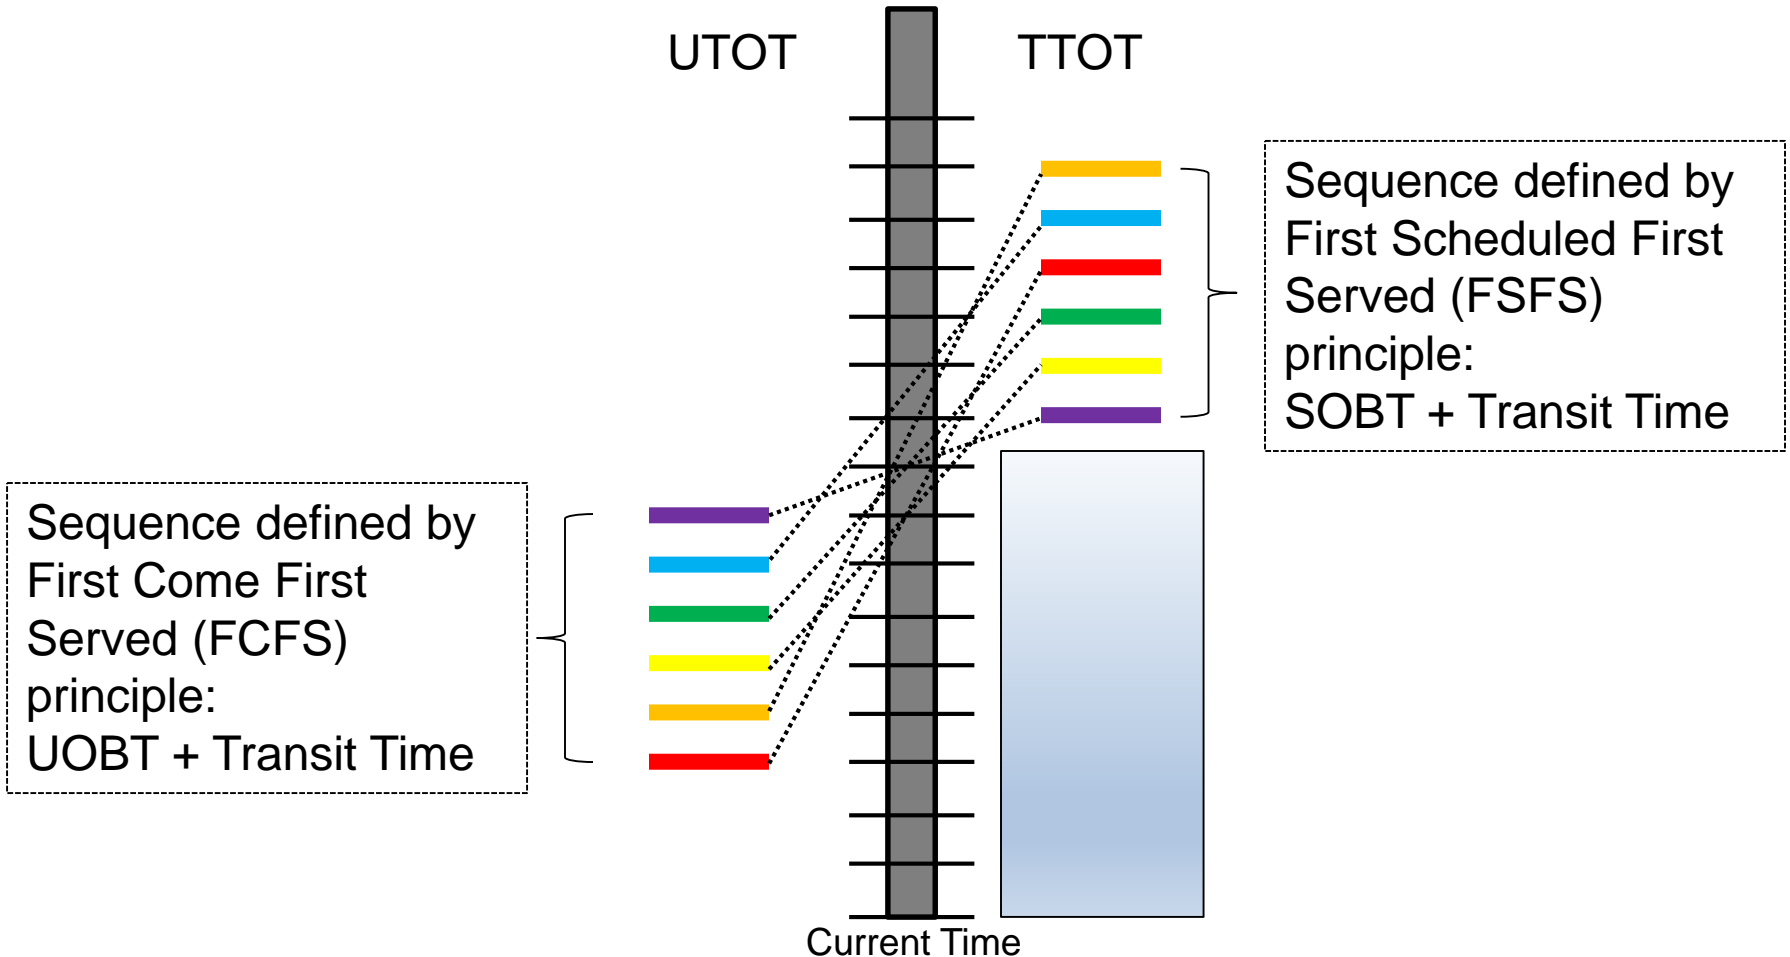 UTOT
TTOT
Sequence defined by
First Scheduled First
Served (FSFS)
principle:
SOBT + Transit Time
Sequence defined by
First Come First
Served (FCFS)
principle:
UOBT + Transit Time
Current Time